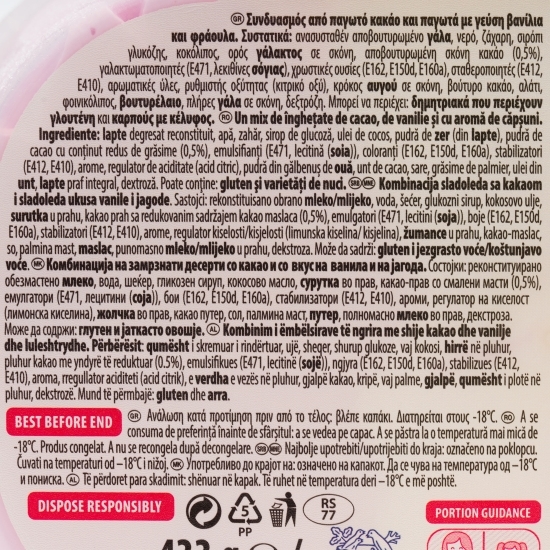 GR Συνδυασμός από παγωτό κακάο και παγωτά με γεύση βανίλια
και φράουλα. Συστατικά: ανασυσταθέν αποβουτυρωμένο γάλα, νερό, ζάχαρη, σιρόπι
γλυκόζης, κοκόλιπο, ορός γάλακτος σε σκόνη, αποβουτυρωμένη σκόνη κακάο (0,5%),
γαλακτωματοποιητές (E471, λεκιθίνες σόγιας), χρωστικές ουσίες (E162, E150d, E160a), σταθεροποιητές (E412,
E410), αρωματικές ύλες, ρυθμιστής οξύτητας (κιτρικό οξύ), κρόκος αυγού σε σκόνη, βούτυρο κακάο, αλάτι,
φοινικόλιπος, βουτυρέλαιο, πλήρες γάλα σε σκόνη, δεξτρόζη. Μπορεί να περιέχει: δημητριακά που περιέχουν
γλουτένη και καρπούς με κέλυφος. RO Un mix de înghețate de cacao, de vanilie și cu aromă de căpșuni.
Ingrediente: lapte degresat reconstituit, apă, zahăr, sirop de glucoză, ulei de cocos, pudră de zer (din lapte), pudră de
cacao cu conținut redus de grăsime (0,5%), emulsifianți (E471, lecitină (soia)), coloranți (E162, E150d, E160a), stabilizatori
(E412, E410), arome, regulator de aciditate (acid citric), pudră din gălbenuș de ouă, unt de cacao, sare, grăsime de palmier, ulei din
unt, lapte praf integral, dextroză. Poate conține: gluten și varietăți de nuci. SRB MNE Kombinacija sladoleda sa kakaom
i sladoleda ukusa vanile i jagode. Sastojci: rekonstituisano obrano mleko/mlijeko, voda, šećer, glukozni sirup, kokosovo ulje,
surutka u prahu, kakao prah sa redukovanim sadržajem kakao maslaca (0,5%), emulgatori (E471, lecitini (soja)), boje (E162, E150d,
E160a), stabilizatori (E412, E410), arome, regulator kiselosti/kisjelosti (limunska kiselina/ kisjelina), žumance u prahu, kakao-maslac,
so, palmina mast, maslac, punomasno mleko/mlijeko u prahu, dekstroza. Može da sadrži: gluten i jezgrasto voće/koštunjavo
voće. MK Комбинација на замрзнати десерти со какао и со вкус на ванила и на јагода. Состојки: реконституирано
обезмастено млеко, вода, шеќер, гликозен сируп, кокосово масло, сурутка во прав, какао-прав со смалени масти (0,5%),
емулгатори (E471, лецитини (соја)), бои (E162, E150d, E160a), стабилизатори (E412, E410), ароми, регулатор на киселост
(лимонска киселина), жолчка во прав, какао путер, сол, палмина маст, путер, полномасно млеко во прав, декстроза.
Може да содржи: глутен и јаткасто овошје. AL Kombinim i ëmbëlsirave të ngrira me shije kakao dhe vanilje
dhe luleshtrydhe. Përbërësit: qumësht i skremuar i rindërtuar, ujë, sheqer, shurup glukoze, vaj kokosi, hirrë në pluhur,
pluhur kakao me yndyrë të reduktuar (0.5%), emulsifikues (E471, lecitinë (sojë)), ngjyra (E162, E150d, E160a), stabilizues (E412,
E410), aroma, rregullator aciditeti (acid citrik), e verdha e vezës në pluhur, gjalpë kakao, kripë, vaj palme, gjalpë, qumësht i plotë në
pluhur, dekstrozë. Mund të përmbajë: gluten dhe arra.
BEST BEFORE END
GR Ανάλωση κατά προτίμηση πριν από το τέλος: βλέπε καπάκι. Διατηρείται στους -18°C. RO A se
consuma de preferință înainte de sfârșitul: a se vedea pe capac. A se păstra la o temperatură mai mică de
-18°C. Produs congelat. A nu se recongela după decongelare. SRB MNE Najbolje upotrebiti/upotrijebiti do kraja: označeno na poklopcu.
Čuvati na temperaturi od –18°C i nižoj. MK Употребливо до крајот на: означено на капакот. Да се чува на температура од –18°C
и пониска. AL Të përdoret para skadimit: shënuar në kapak. Të ruhet në temperaturë deri –18°C e më poshtë.
DISPOSE RESPONSIBLY
5
PP
RS
77
PORTION GUIDANCE